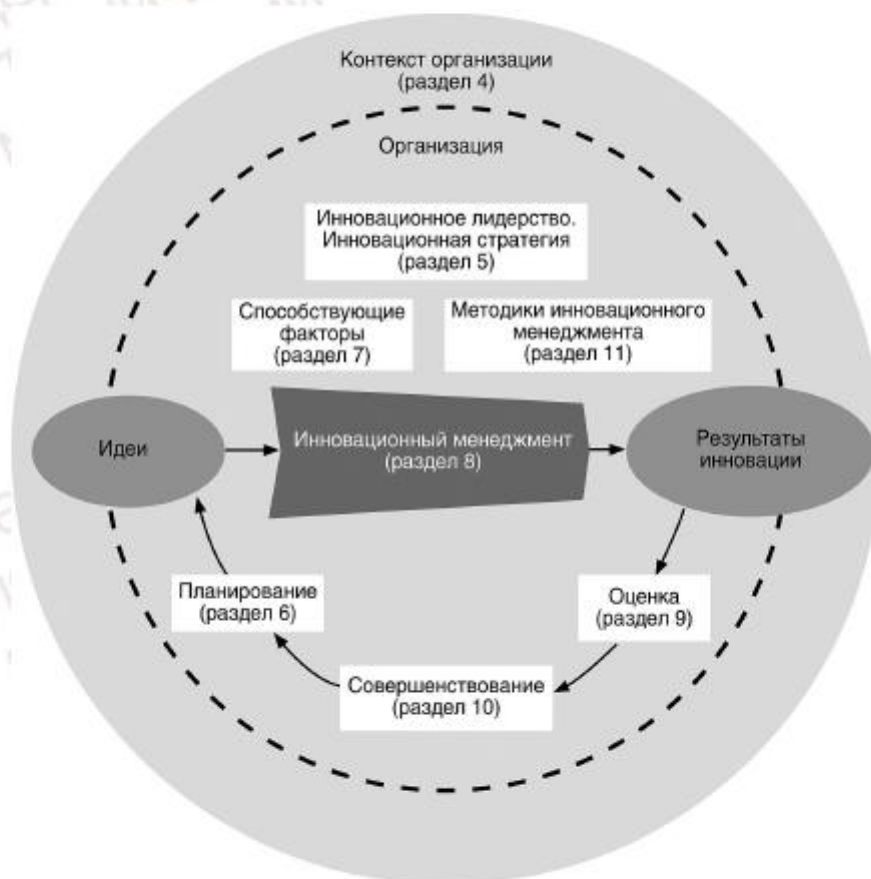 Контекст организации
(раздел 4)
Организация
Инновационное лидерство.
Инновационная стратегия
(раздел 5)
Способствующие
факторы
(раздел 7)
Методики инновационного
менеджмента
(раздел 11)
Идеи
Инновационный менеджмент
(раздел 8)
Результаты
инновации
Планирование
(раздел 6)
Оценка
(раздел 9)
Совершенствование
(раздел 10)